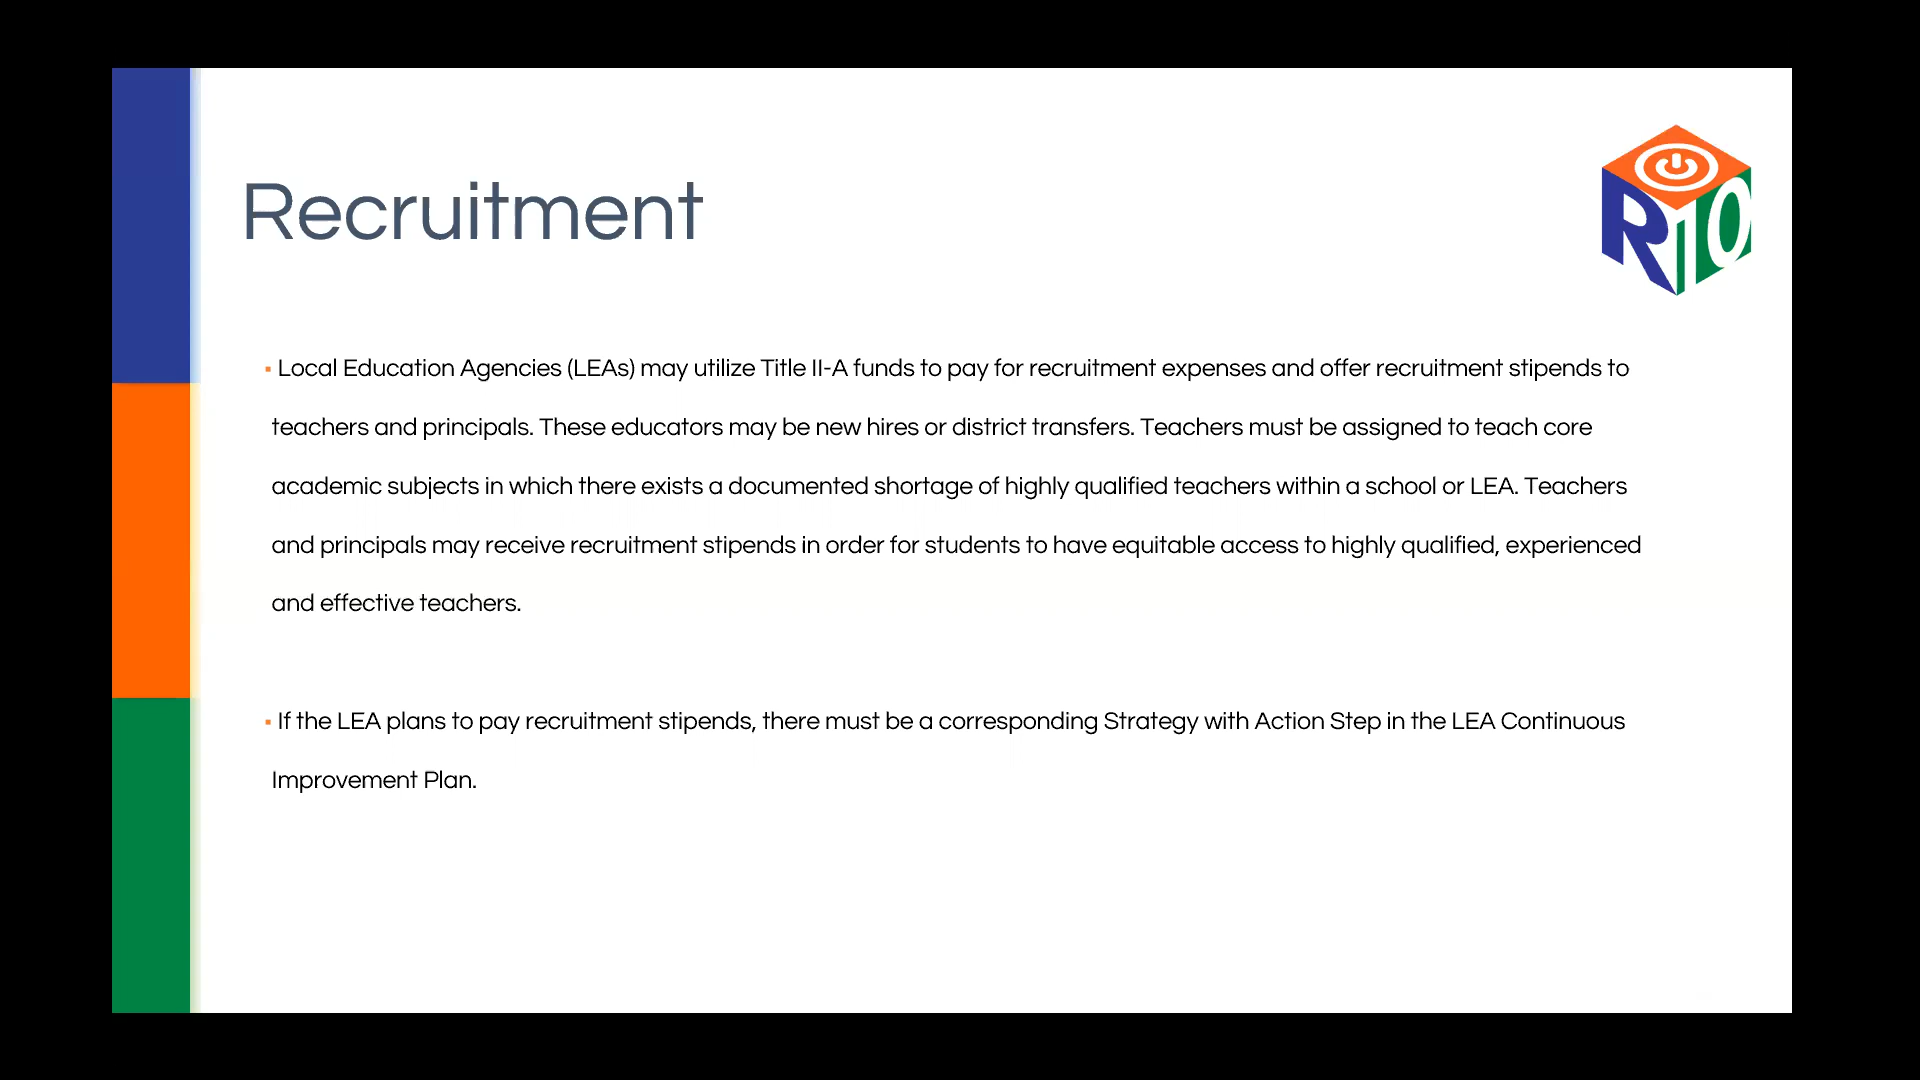 Recruitment
R10
▪ Local Education Agencies (LEAs) may utilize Title II-A funds to pay for recruitment expenses and offer recruitment stipends to
teachers and principals. These educators may be new hires or district transfers. Teachers must be assigned to teach core
academic subjects in which there exists a documented shortage of highly qualified teachers within a school or LEA. Teachers
and principals may receive recruitment stipends in order for students to have equitable access to highly qualified, experienced
and effective teachers.
▪ If the LEA plans to pay recruitment stipends, there must be a corresponding Strategy with Action Step in the LEA Continuous
Improvement Plan.